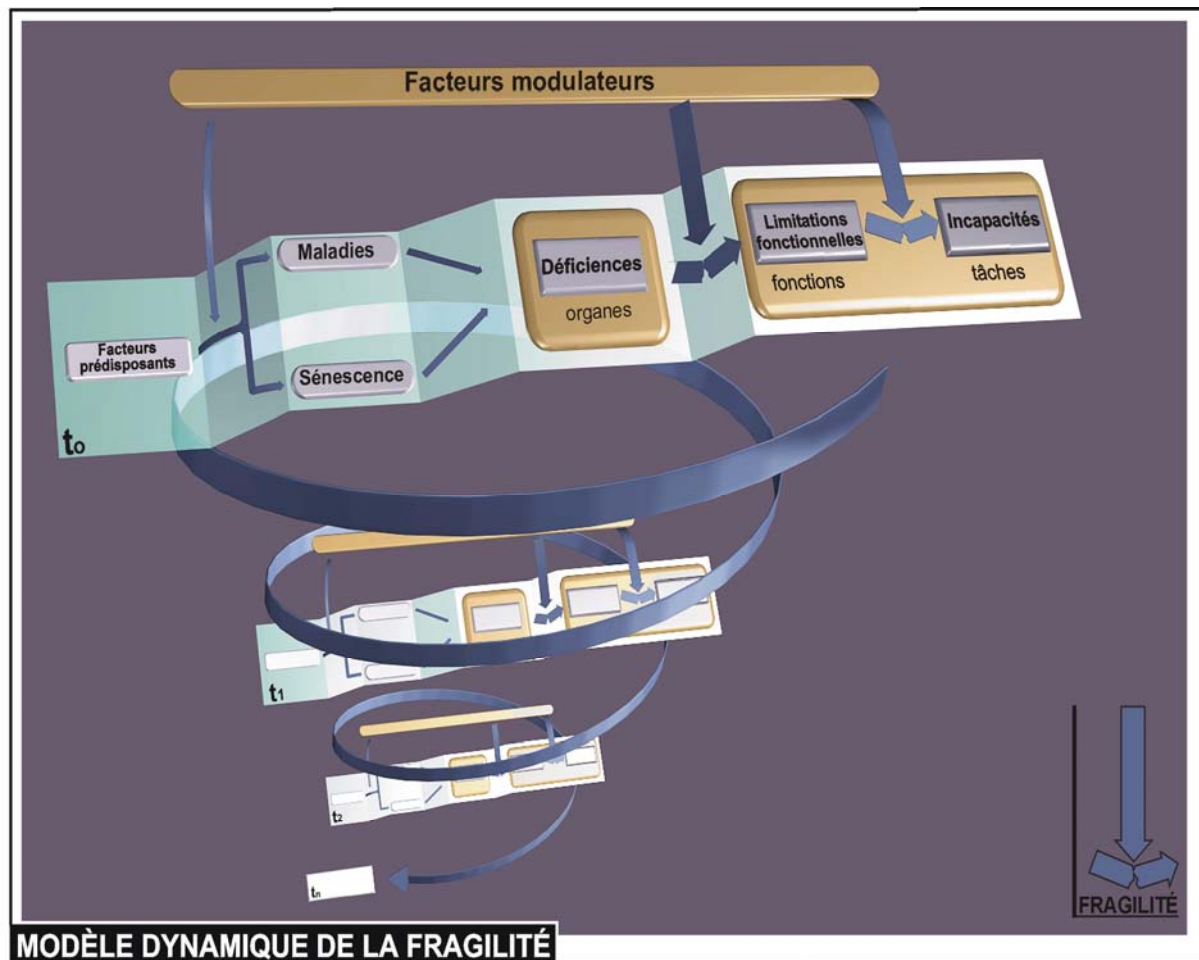 Facteurs modulateurs
Maladies
Facteurs
prédisposants
Sénescence
Déficiences
organes
Limitations
fonctionnelles
fonctions
Incapacités
tâches
to
t1
t2
tn
FRAGILITÉ
MODÈLE DYNAMIQUE DE LA FRAGILITÉ